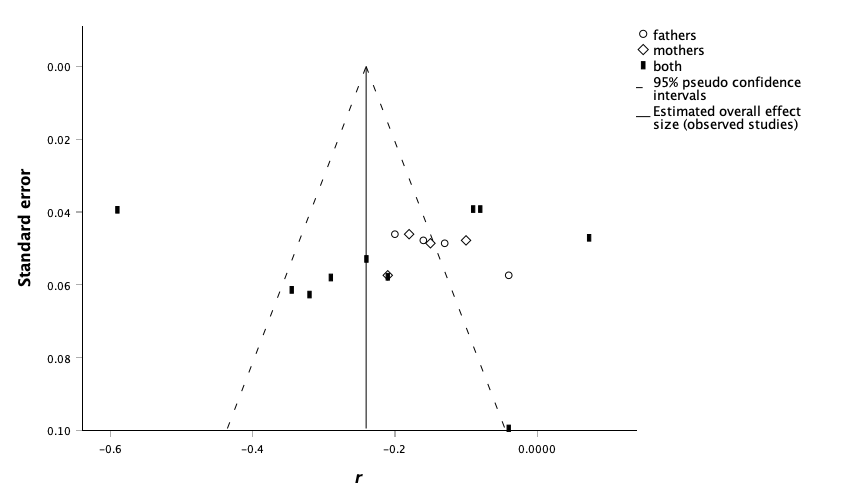 fathers
mothers
both
95% pseudo confidence
intervals
Estimated overall effect
size (observed studies)
Standard error
0.00
0.02
0.04
0.06
0.08
0.10
-0.6
-0.4
-0.2
0.0000
r